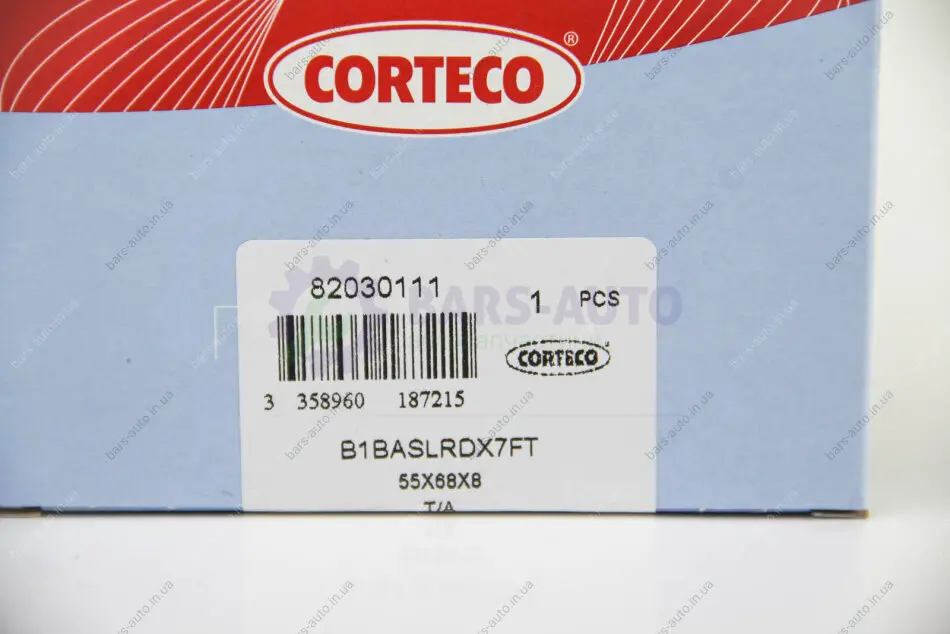 CORTECO®
82030111
1 PCS
BARS-AUTO
CORTECO
3 358960 187215
B1BASLRDX7FT
55X68X8
T/A
bars-auto.in.ua